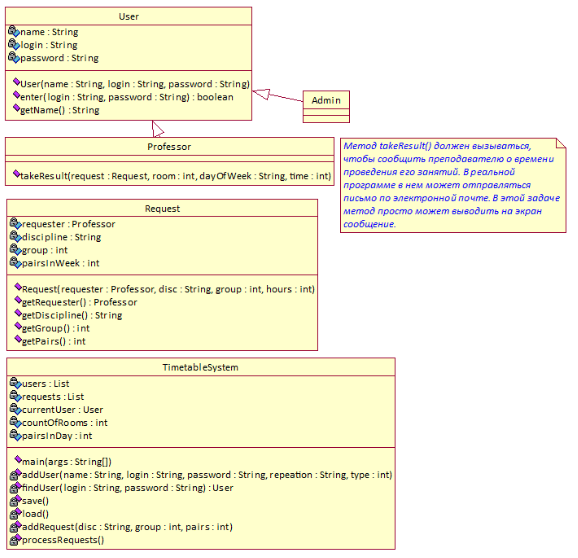 User
name : String
login : String
password : String
User(name : String, login : String, password : String)
enter(login : String, password : String) : boolean
getName() : String
Admin
Professor
takeResult(request : Request, room : int, dayOfWeek : String, time : int)
Метод takeResult() должен вызываться,
чтобы сообщить преподавателю о времени
проведения его занятий. В реальной
программе в нем может отправляться
письмо по электронной почте. В этой задаче
метод просто может выводить на экран
сообщение.
Request
requester : Professor
discipline : String
group : int
pairsInWeek : int
Request(requester : Professor, disc : String, group : int, hours : int)
getRequester() : Professor
getDiscipline() : String
getGroup() : int
getPairs() : int
TimetableSystem
users : List
requests : List
currentUser : User
countOfRooms : int
pairsInDay : int
main(args : String[])
addUser(name : String, login : String, password : String, repeation : String, type : int)
findUser(login : String, password : String) : User
save()
load()
addRequest(disc : String, group : int, pairs : int)
processRequests()